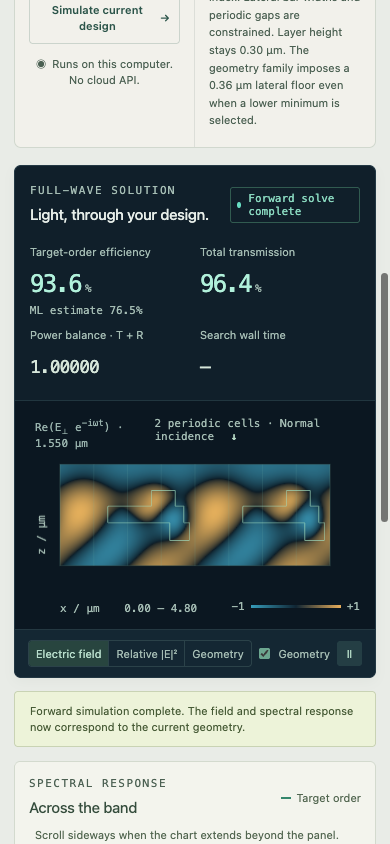 Simulate current
design →
Runs on this computer.
No cloud API.
periodic gaps are
constrained. Layer height
stays 0.30 μm. The
geometry family imposes a
0.36 μm lateral floor even
when a lower minimum is
selected.
FULL-WAVE SOLUTION
Light, through your design.
Forward solve
complete
Target-order efficiency
93.6%
ML estimate 76.5%
Total transmission
96.4%
Power balance · T + R
1.00000
Search wall time
—
Re(E⊥ e−iωt) ·
1.550 μm
2 periodic cells · Normal
incidence ⬇
z / μm
x / μm 0.00 — 4.80
−1 +1
Electric field Relative |E|² Geometry Geometry
Forward simulation complete. The field and spectral response
now correspond to the current geometry.
SPECTRAL RESPONSE
Across the band
Target order
Scroll sideways when the chart extends beyond the panel.